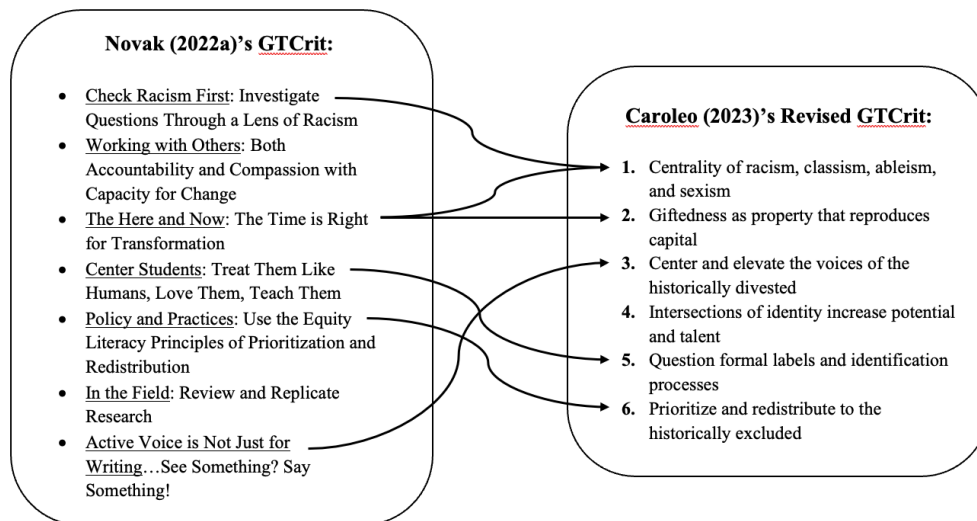 Novak (2022a)'s GTCrit:
• Check Racism First: Investigate
Questions Through a Lens of Racism
• Working with Others: Both
Accountability and Compassion with
Capacity for Change
• The Here and Now: The Time is Right
for Transformation
• Center Students: Treat Them Like
Humans, Love Them, Teach Them
• Policy and Practices: Use the Equity
Literacy Principles of Prioritization and
Redistribution
• In the Field: Review and Replicate
Research
• Active Voice is Not Just for
Writing…See Something? Say
Something!
Caroleo (2023)'s Revised GTCrit:
1. Centrality of racism, classism, ableism,
and sexism
2. Giftedness as property that reproduces
capital
3. Center and elevate the voices of the
historically divested
4. Intersections of identity increase potential
and talent
5. Question formal labels and identification
processes
6. Prioritize and redistribute to the
historically excluded